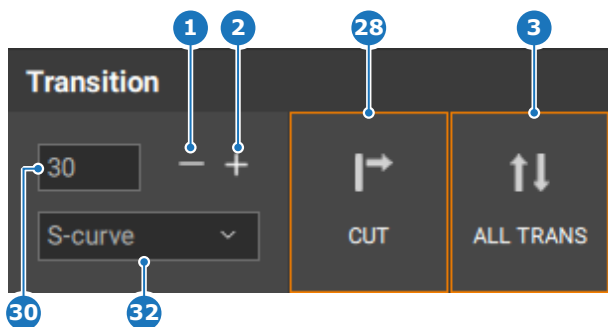 1 2 28 3
Transition
30
S-curve
CUT ALL TRANS
30 32